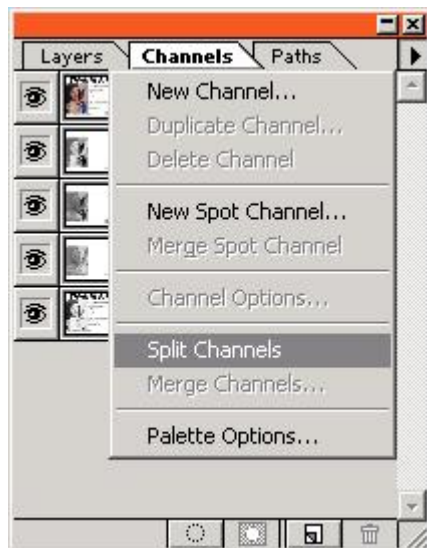 Layers Channels Paths
New Channel...
Duplicate Channel...
Delete Channel
New Spot Channel...
Merge Spot Channel
Channel Options...
Split Channels
Merge Channels...
Palette Options...